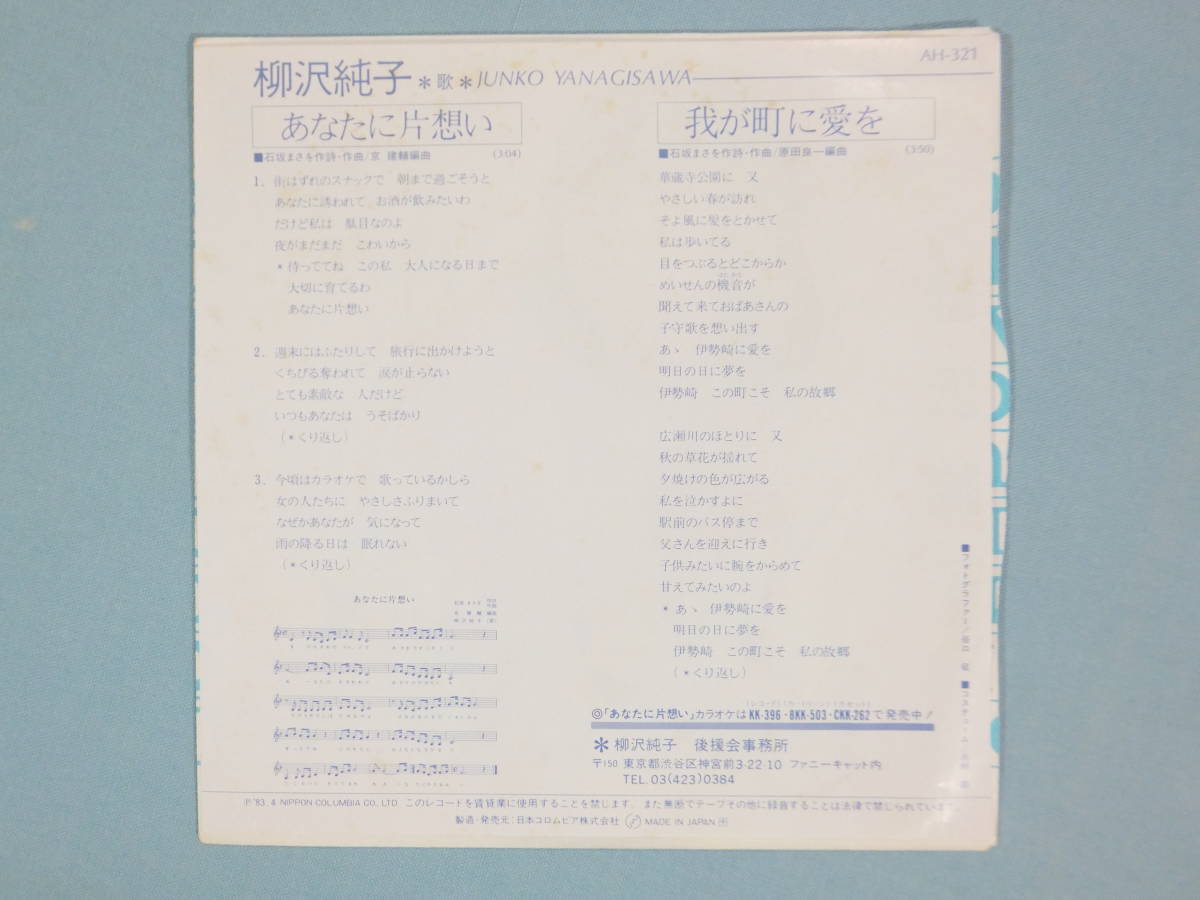 AH-321
柳沢純子＊歌＊JUNKO YANAGISAWA
あなたに片想い
■石坂まさを作詩・作曲/京 建輔編曲 (3:04)
1. 街はずれのスナックで 朝まで過ごそうと
あなたに誘われて お酒が飲みたいわ
だけど私は 駄目なのよ
夜がまだまだ こわいから
＊待っててね この私 大人になる日まで
大切に育てるわ
あなたに片想い
2. 週末にはふたりして 旅行に出かけようと
くちびる奪われて 涙が止らない
とても素敵な 人だけど
いつもあなたは うそばかり
(＊くり返し)
3. 今頃はカラオケで 歌っているかしら
女の人たちに やさしさふりまいて
なぜかあなたが 気になって
雨の降る日は 眠れない
(＊くり返し)
あなたに片想い
我が町に愛を
■石坂まさを作詩・作曲/原田良一編曲 (3:50)
華蔵寺公園に 又
やさしい春が訪れ
そよ風に髪をとかせて
私は歩いてる
目をつぶるとどこからか
めいせんの機音が
聞えて来ておばあさんの
子守歌を想い出す
あゝ 伊勢崎に愛を
明日の日に夢を
伊勢崎 この町こそ 私の故郷
広瀬川のほとりに 又
秋の草花が揺れて
夕焼けの色が広がる
私を泣かすよに
駅前のバス停まで
父さんを迎えに行き
子供みたいに腕をからめて
甘えてみたいのよ
＊あゝ 伊勢崎に愛を
明日の日に夢を
伊勢崎 この町こそ 私の故郷
(＊くり返し)
◎「あなたに片想い」カラオケはKK-396・8KK-503・CKK-262で発売中！
＊柳沢純子 後援会事務所
〒150 東京都渋谷区神宮前3-22-10 ファニーキャット内
TEL.03(423)0384
■フォトグラファー/ ■コスチューム/
Ⓟ'83.4 NIPPON COLUMBIA CO., LTD. このレコードを賃貸業に使用することを禁じます。また無断でテープその他に録音することは法律で禁じられています。
製造・発売元：日本コロムビア株式会社 MADE IN JAPAN